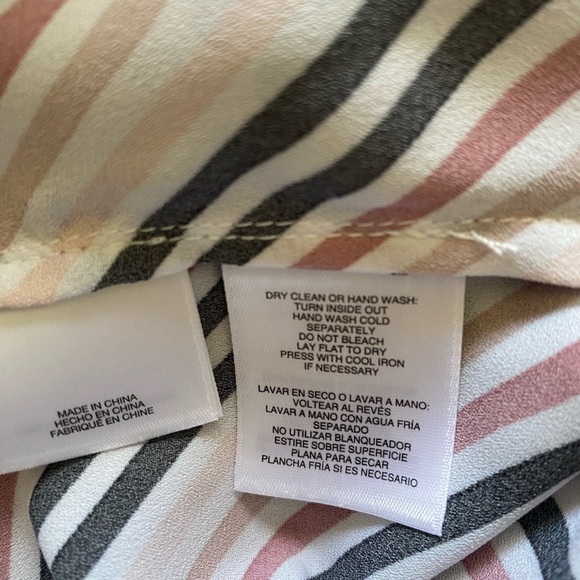 MADE IN CHINA
HECHO EN CHINA
FABRIQUÉ EN CHINE
DRY CLEAN OR HAND WASH:
TURN INSIDE OUT
HAND WASH COLD
SEPARATELY
DO NOT BLEACH
LAY FLAT TO DRY
PRESS WITH COOL IRON
IF NECESSARY
LAVAR EN SECO O LAVAR A MANO:
VOLTEAR AL REVÉS
LAVAR A MANO CON AGUA FRÍA
SEPARADO
NO UTILIZAR BLANQUEADOR
ESTIRE SOBRE SUPERFICIE
PLANA PARA SECAR
PLANCHA FRÍA SI ES NECESARIO